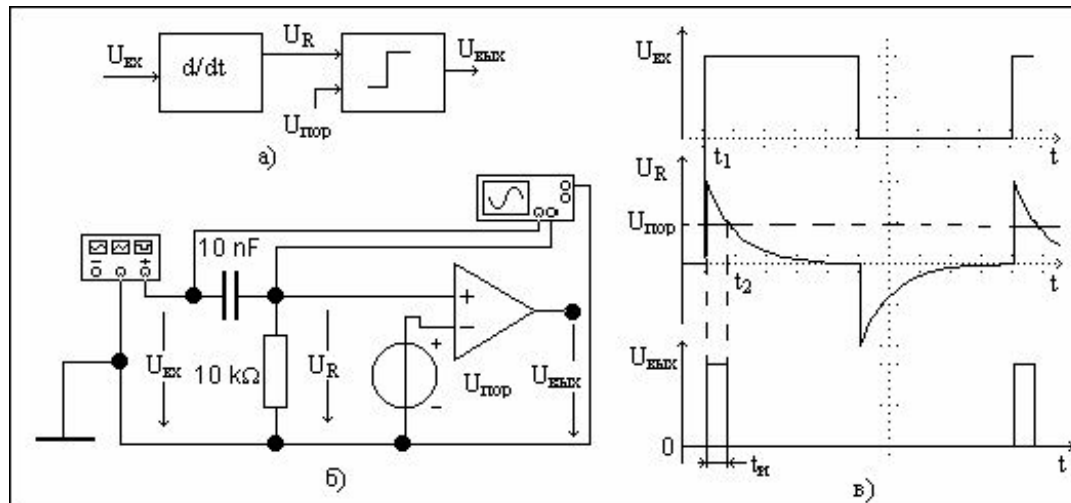 Uвх
d/dt
UR
Uпор
Uвых
а)
10 nF
Uвх
10 kΩ
UR
+
−
+
−
Uпор
Uвых
− +
б)
Uвх
t1
t
UR
Uпор
t2
t
Uвых
0
tи
t
в)